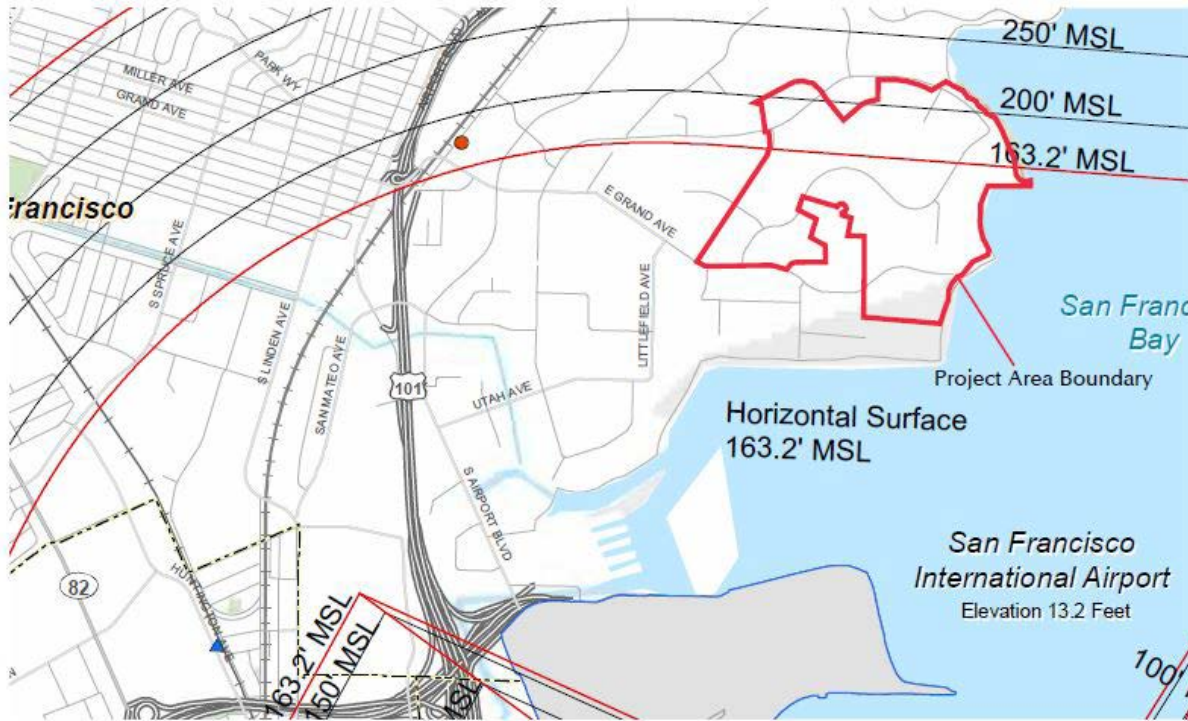 250' MSL
PARK WY
MILLER AVE
GRAND AVE
200' MSL
163.2' MSL
Francisco
E GRAND AVE
S SPRUCE AVE
S LINDEN AVE
SAN MATEO AVE
LITTLEFIELD AVE
San Franc
Bay
101
UTAH AVE
Project Area Boundary
Horizontal Surface
163.2' MSL
S AIRPORT BLVD
San Francisco
International Airport
Elevation 13.2 Feet
82
HUNTINGTON AVE
163.2' MSL
150' MSL
MSL
100'